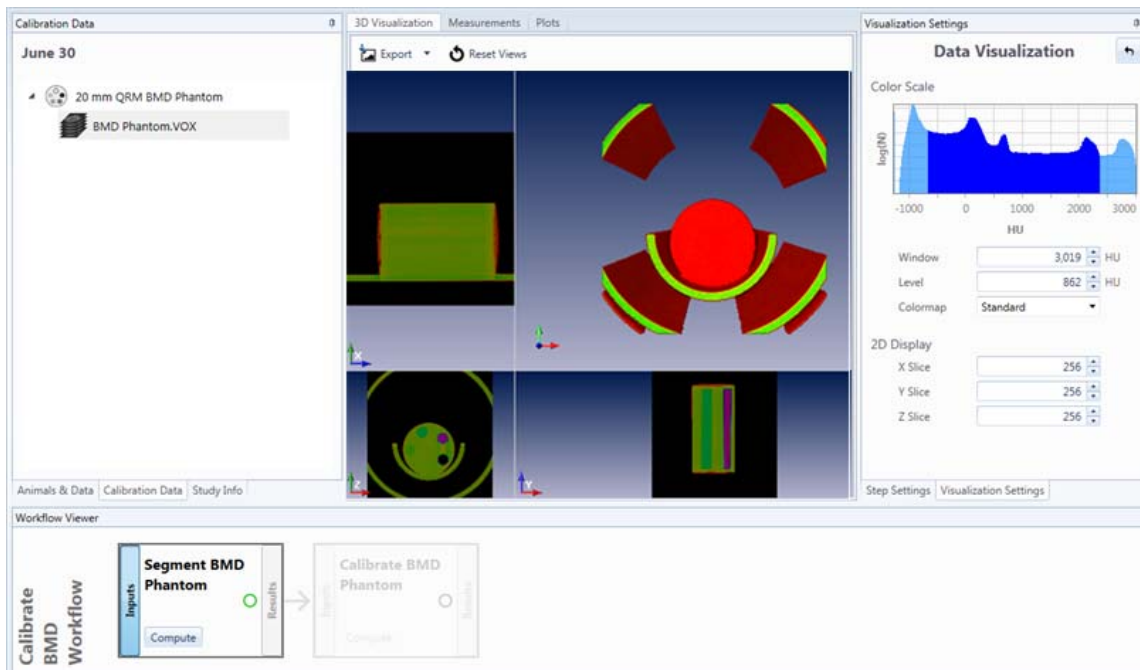 Calibration Data
June 30
20 mm QRM BMD Phantom
BMD Phantom.VOX
Animals & Data
Calibration Data
Study Info
3D Visualization
Measurements
Plots
Export
Reset Views
X
Z
Y
Visualization Settings
Data Visualization
Color Scale
log(N)
-1000 0 1000 2000 3000
HU
Window 3,019 HU
Level 862 HU
Colormap Standard
2D Display
X Slice 256
Y Slice 256
Z Slice 256
Step Settings
Visualization Settings
Workflow Viewer
Calibrate
BMD
Workflow
Inputs
Segment BMD
Phantom
Compute
Results
Inputs
Calibrate BMD
Phantom
Compute
Results